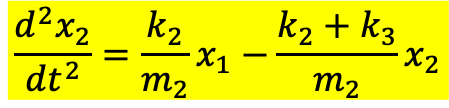 d²x₂/dt² = k₂/m₂ x₁ − (k₂ + k₃)/m₂ x₂